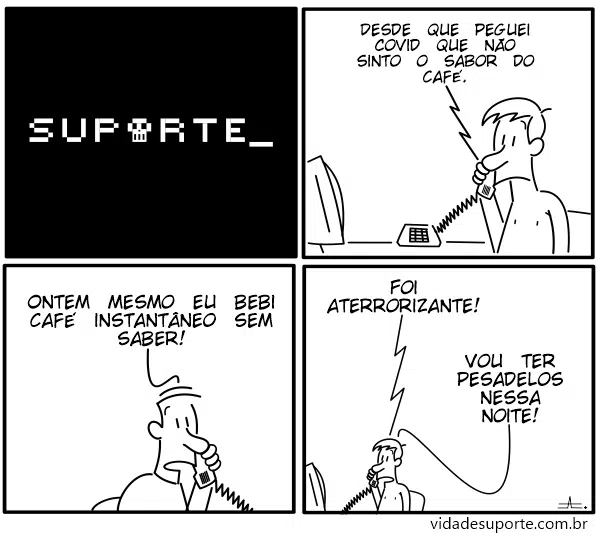 SUPORTE_
DESDE QUE PEGUEI
COVID QUE NÃO
SINTO O SABOR DO
CAFÉ.
ONTEM MESMO EU BEBI
CAFÉ INSTANTÂNEO SEM
SABER!
FOI
ATERRORIZANTE!
VOU TER
PESADELOS
NESSA
NOITE!
vidadesuporte.com.br